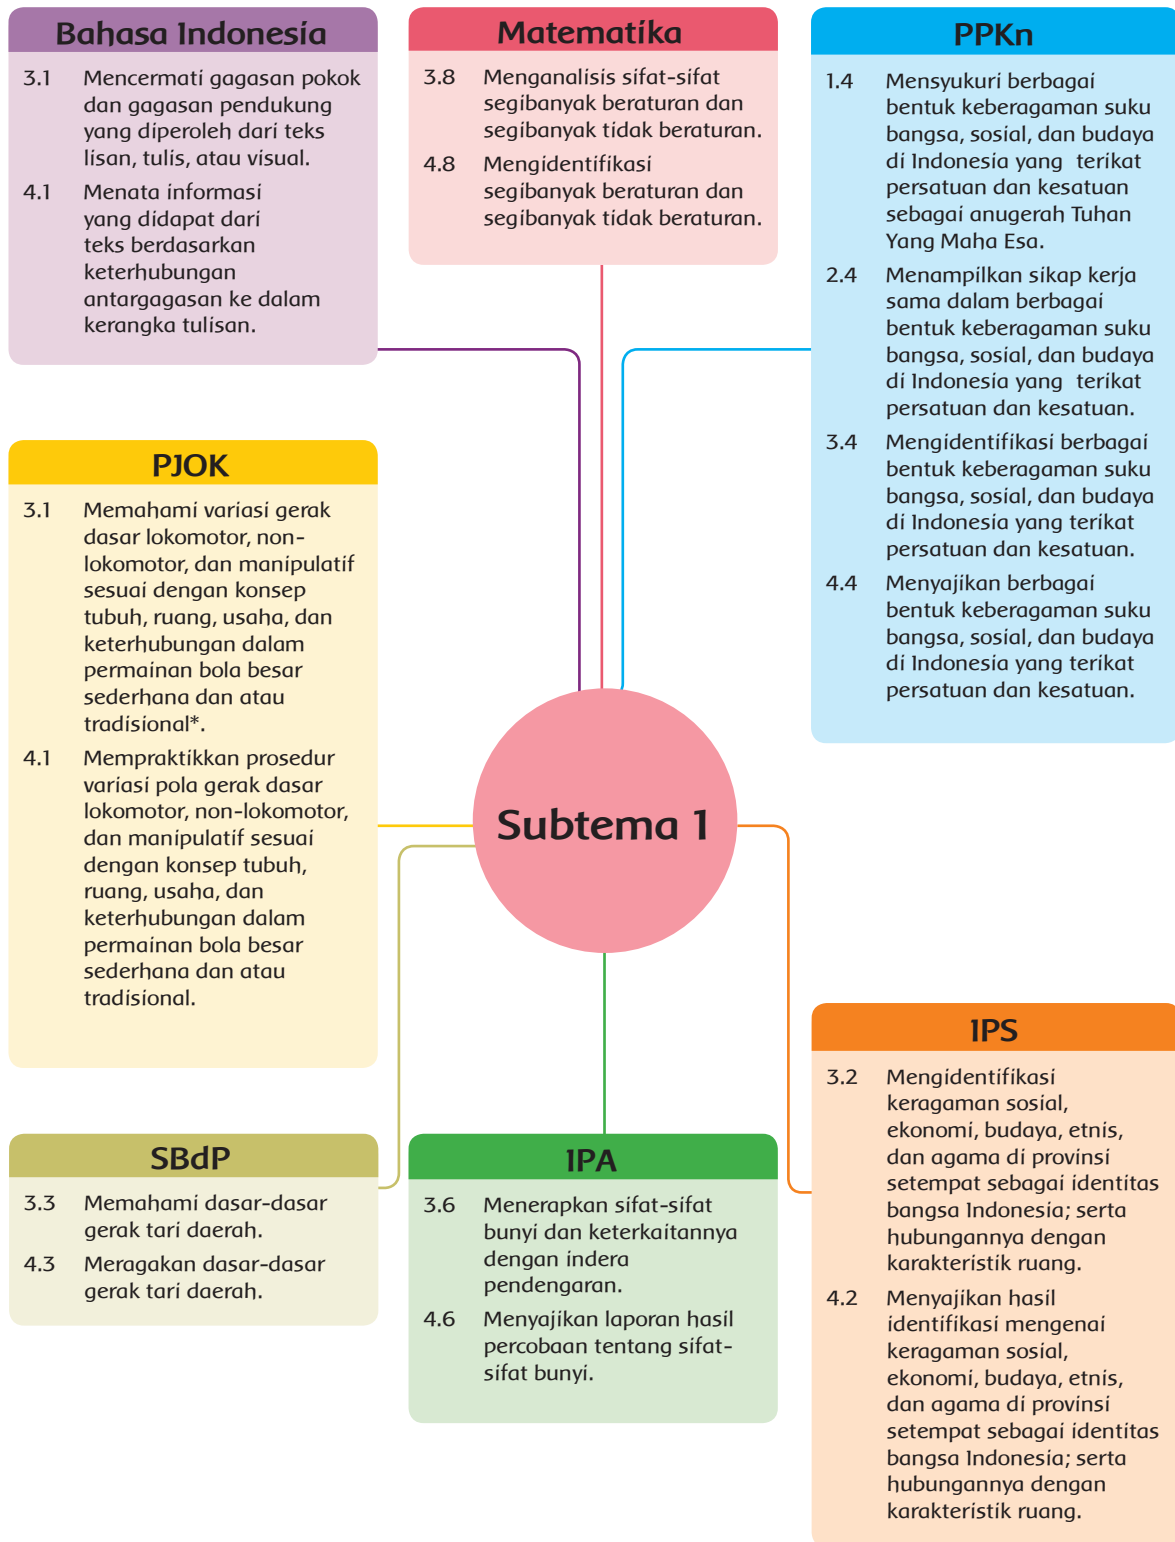 Bahasa Indonesia
3.1 Mencermati gagasan pokok
dan gagasan pendukung
yang diperoleh dari teks
lisan, tulis, atau visual.
4.1 Menata informasi
yang didapat dari
teks berdasarkan
keterhubungan
antargagasan ke dalam
kerangka tulisan.
Matematika
3.8 Menganalisis sifat-sifat
segibanyak beraturan dan
segibanyak tidak beraturan.
4.8 Mengidentifikasi
segibanyak beraturan dan
segibanyak tidak beraturan.
PPKn
1.4 Mensyukuri berbagai
bentuk keberagaman suku
bangsa, sosial, dan budaya
di Indonesia yang terikat
persatuan dan kesatuan
sebagai anugerah Tuhan
Yang Maha Esa.
2.4 Menampilkan sikap kerja
sama dalam berbagai
bentuk keberagaman suku
bangsa, sosial, dan budaya
di Indonesia yang terikat
persatuan dan kesatuan.
3.4 Mengidentifikasi berbagai
bentuk keberagaman suku
bangsa, sosial, dan budaya
di Indonesia yang terikat
persatuan dan kesatuan.
4.4 Menyajikan berbagai
bentuk keberagaman suku
bangsa, sosial, dan budaya
di Indonesia yang terikat
persatuan dan kesatuan.
PJOK
3.1 Memahami variasi gerak
dasar lokomotor, non-
lokomotor, dan manipulatif
sesuai dengan konsep
tubuh, ruang, usaha, dan
keterhubungan dalam
permainan bola besar
sederhana dan atau
tradisional*.
4.1 Mempraktikkan prosedur
variasi pola gerak dasar
lokomotor, non-lokomotor,
dan manipulatif sesuai
dengan konsep tubuh,
ruang, usaha, dan
keterhubungan dalam
permainan bola besar
sederhana dan atau
tradisional.
Subtema 1
SBdP
3.3 Memahami dasar-dasar
gerak tari daerah.
4.3 Meragakan dasar-dasar
gerak tari daerah.
IPA
3.6 Menerapkan sifat-sifat
bunyi dan keterkaitannya
dengan indera
pendengaran.
4.6 Menyajikan laporan hasil
percobaan tentang sifat-
sifat bunyi.
IPS
3.2 Mengidentifikasi
keragaman sosial,
ekonomi, budaya, etnis,
dan agama di provinsi
setempat sebagai identitas
bangsa Indonesia; serta
hubungannya dengan
karakteristik ruang.
4.2 Menyajikan hasil
identifikasi mengenai
keragaman sosial,
ekonomi, budaya, etnis,
dan agama di provinsi
setempat sebagai identitas
bangsa Indonesia; serta
hubungannya dengan
karakteristik ruang.